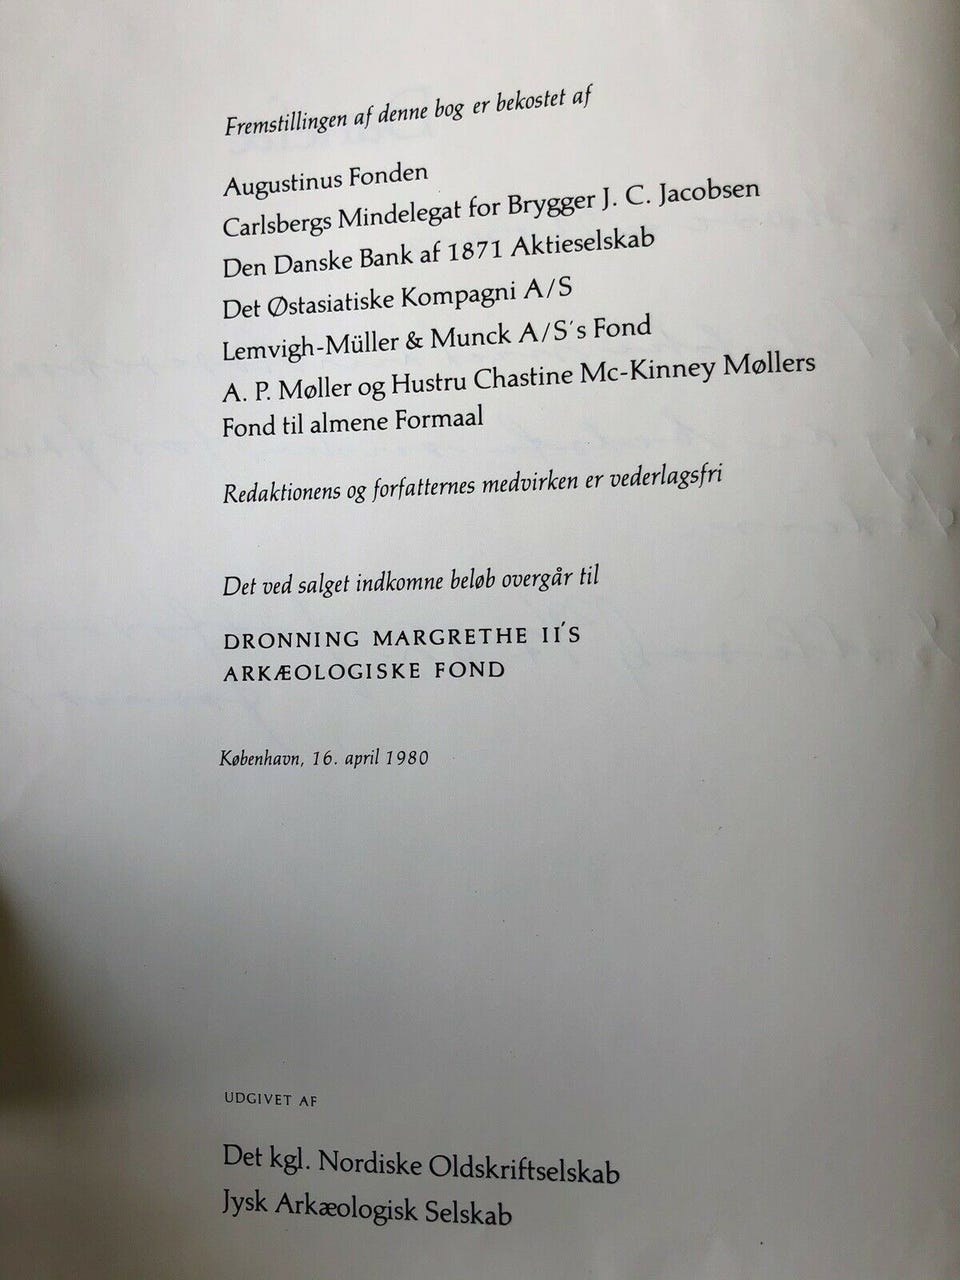 Fremstillingen af denne bog er bekostet af
Augustinus Fonden
Carlsbergs Mindelegat for Brygger J. C. Jacobsen
Den Danske Bank af 1871 Aktieselskab
Det Østasiatiske Kompagni A/S
Lemvigh-Müller & Munck A/S's Fond
A. P. Møller og Hustru Chastine Mc-Kinney Møllers
Fond til almene Formaal
Redaktionens og forfatternes medvirken er vederlagsfri
Det ved salget indkomne beløb overgår til
DRONNING MARGRETHE II'S
ARKÆOLOGISKE FOND
København, 16. april 1980
UDGIVET AF
Det kgl. Nordiske Oldskriftselskab
Jysk Arkæologisk Selskab